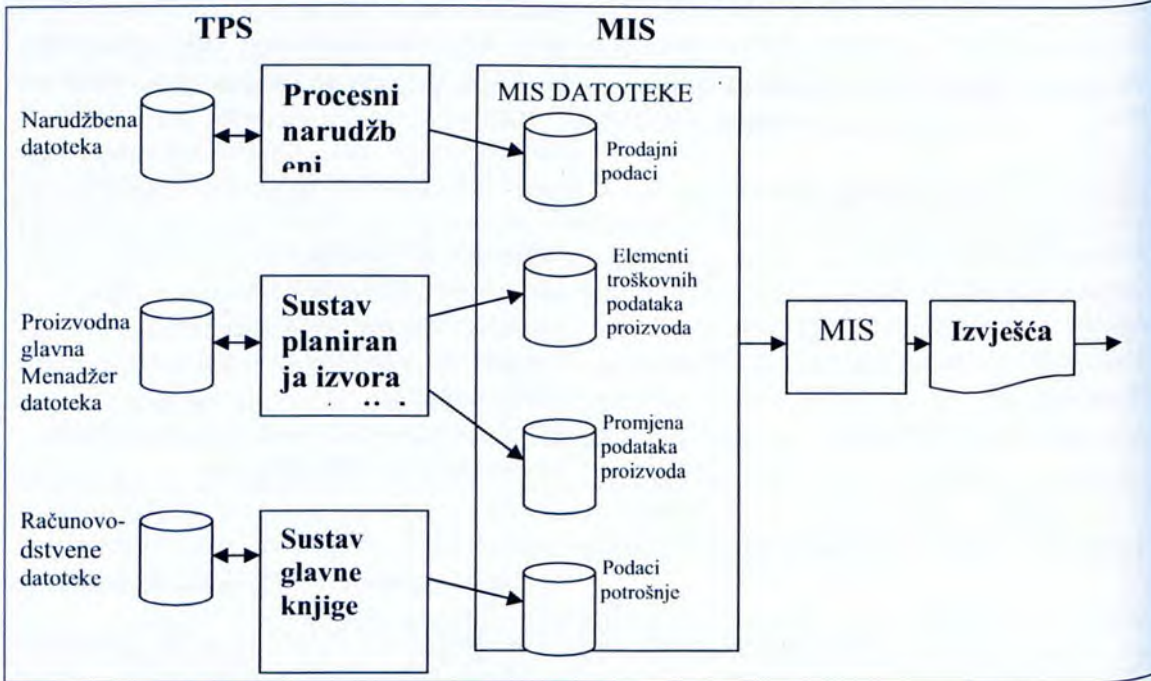 TPS
MIS
Narudžbena
datoteka
Procesni
narudžb
eni
MIS DATOTEKE
Prodajni
podaci
Proizvodna
glavna
Menadžer
datoteka
Sustav
planiran
ja izvora
Elementi
troškovnih
podataka
proizvoda
Promjena
podataka
proizvoda
MIS
Izvješća
Računovo-
dstvene
datoteke
Sustav
glavne
knjige
Podaci
potrošnje